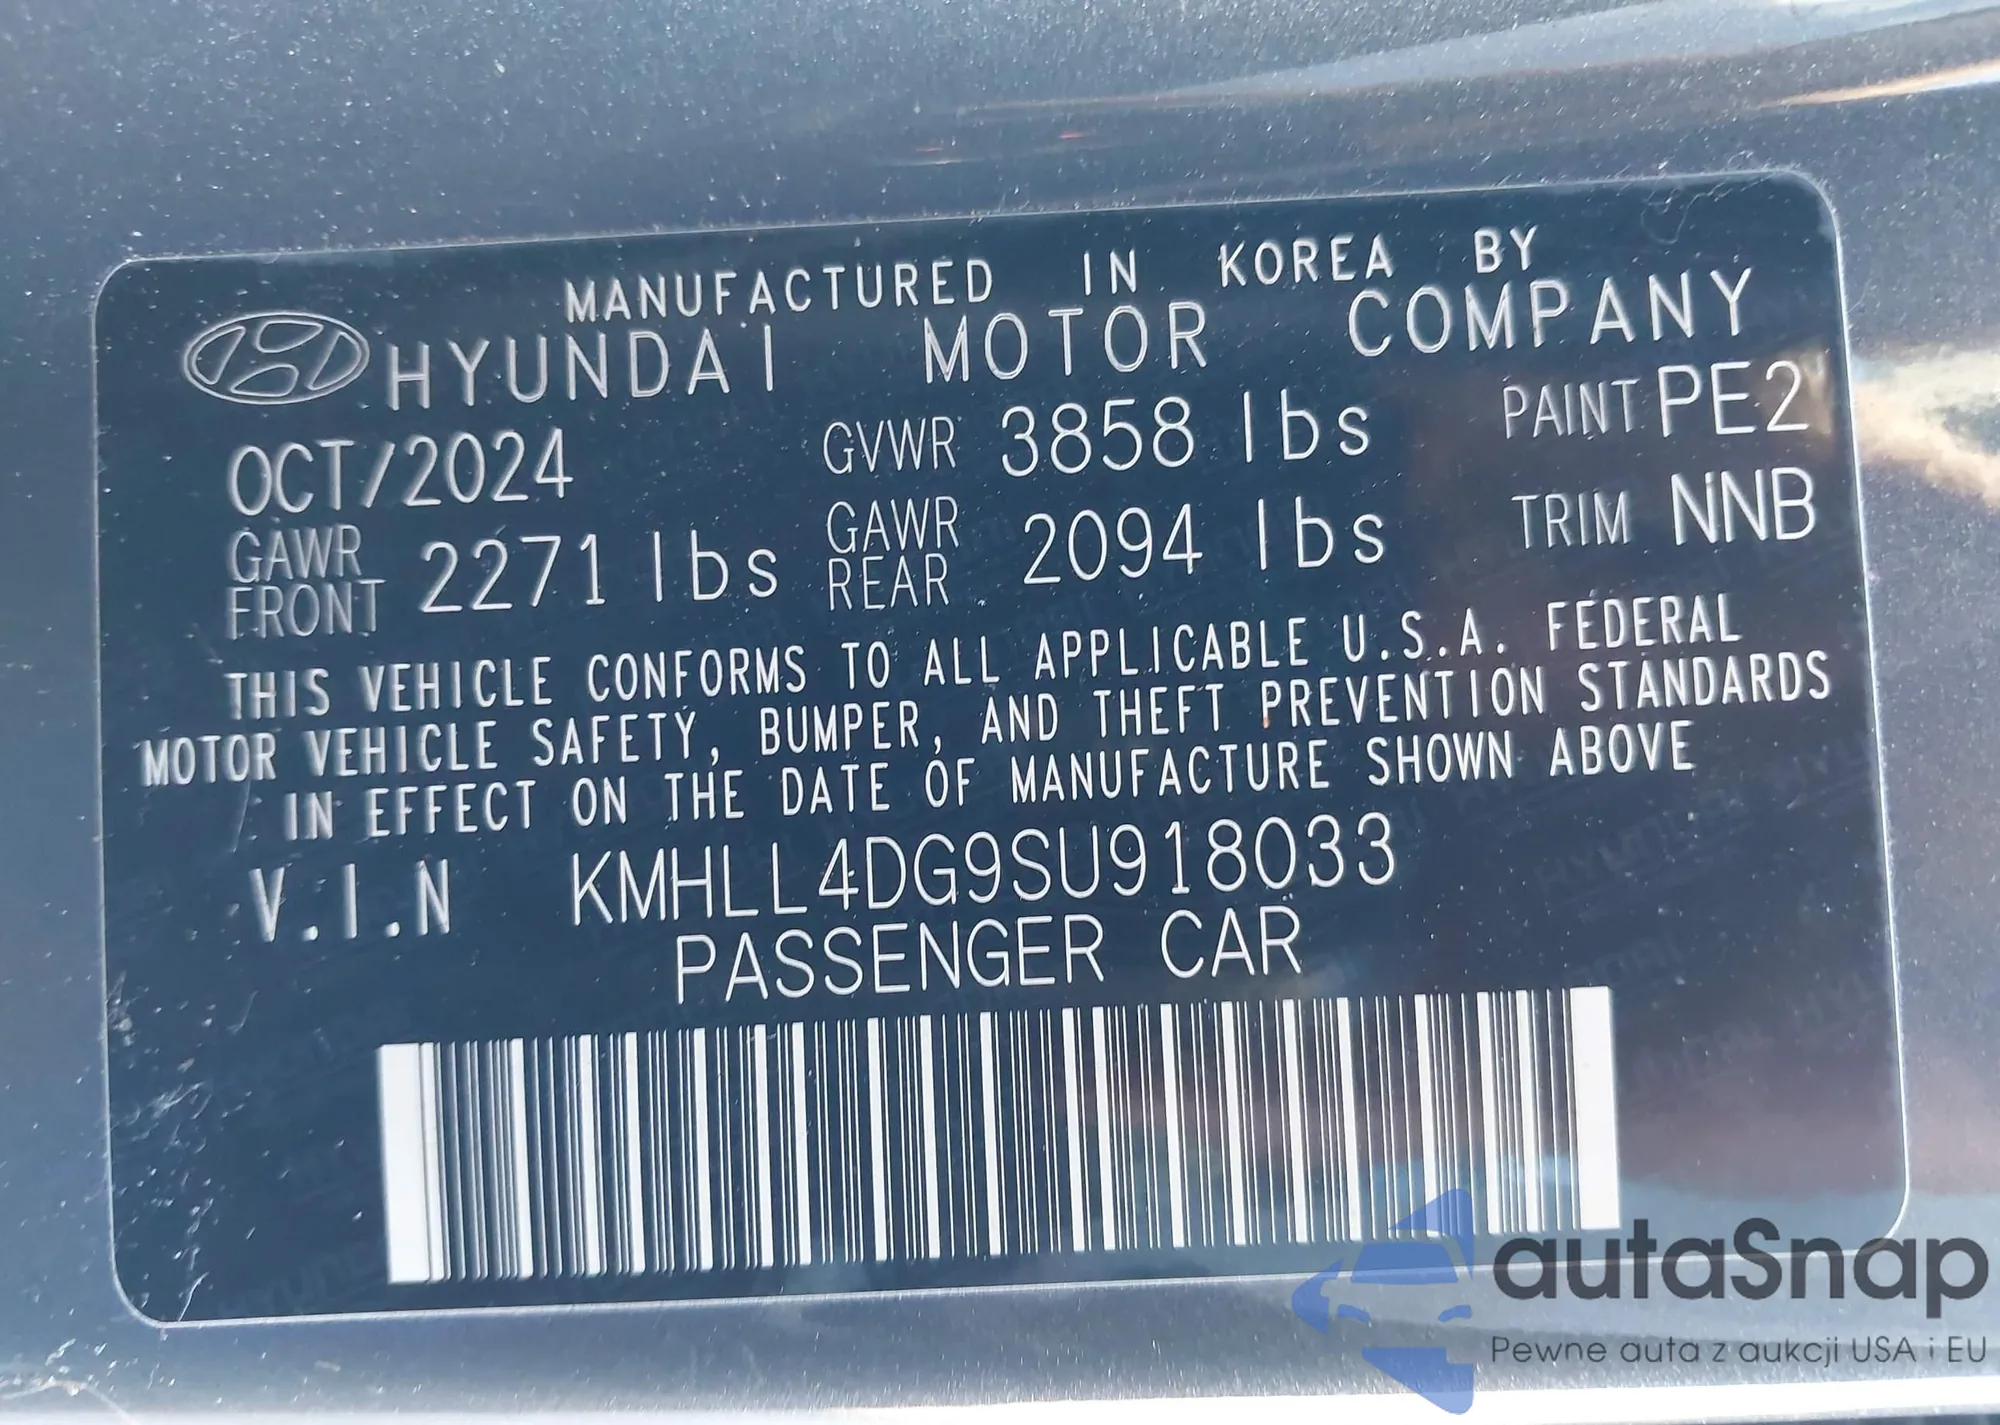 MANUFACTURED IN KOREA BY
HYUNDAI MOTOR COMPANY
OCT/2024 GVWR 3858 lbs PAINT PE2
GAWR FRONT 2271 lbs GAWR REAR 2094 lbs TRIM NNB
THIS VEHICLE CONFORMS TO ALL APPLICABLE U.S.A. FEDERAL
MOTOR VEHICLE SAFETY, BUMPER, AND THEFT PREVENTION STANDARDS
IN EFFECT ON THE DATE OF MANUFACTURE SHOWN ABOVE
V.I.N KMHLL4DG9SU918033
PASSENGER CAR
autaSnap
Pewne auta z aukcji USA i EU